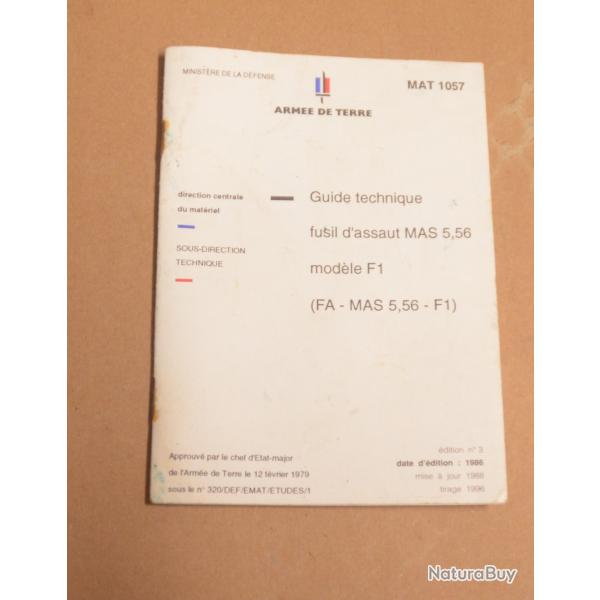 MINISTÈRE DE LA DÉFENSE
MAT 1057
ARMEE DE TERRE
direction centrale
du matériel
SOUS-DIRECTION
TECHNIQUE
Guide technique
fusil d'assaut MAS 5,56
modèle F1
(FA - MAS 5,56 - F1)
Approuvé par le chef d'Etat-major
de l'Armée de Terre le 12 février 1979
sous le n° 320/DEF/EMAT/ETUDES/1
édition n° 3
date d'édition : 1986
mise à jour 1988
tirage 1996
NaturaBuy